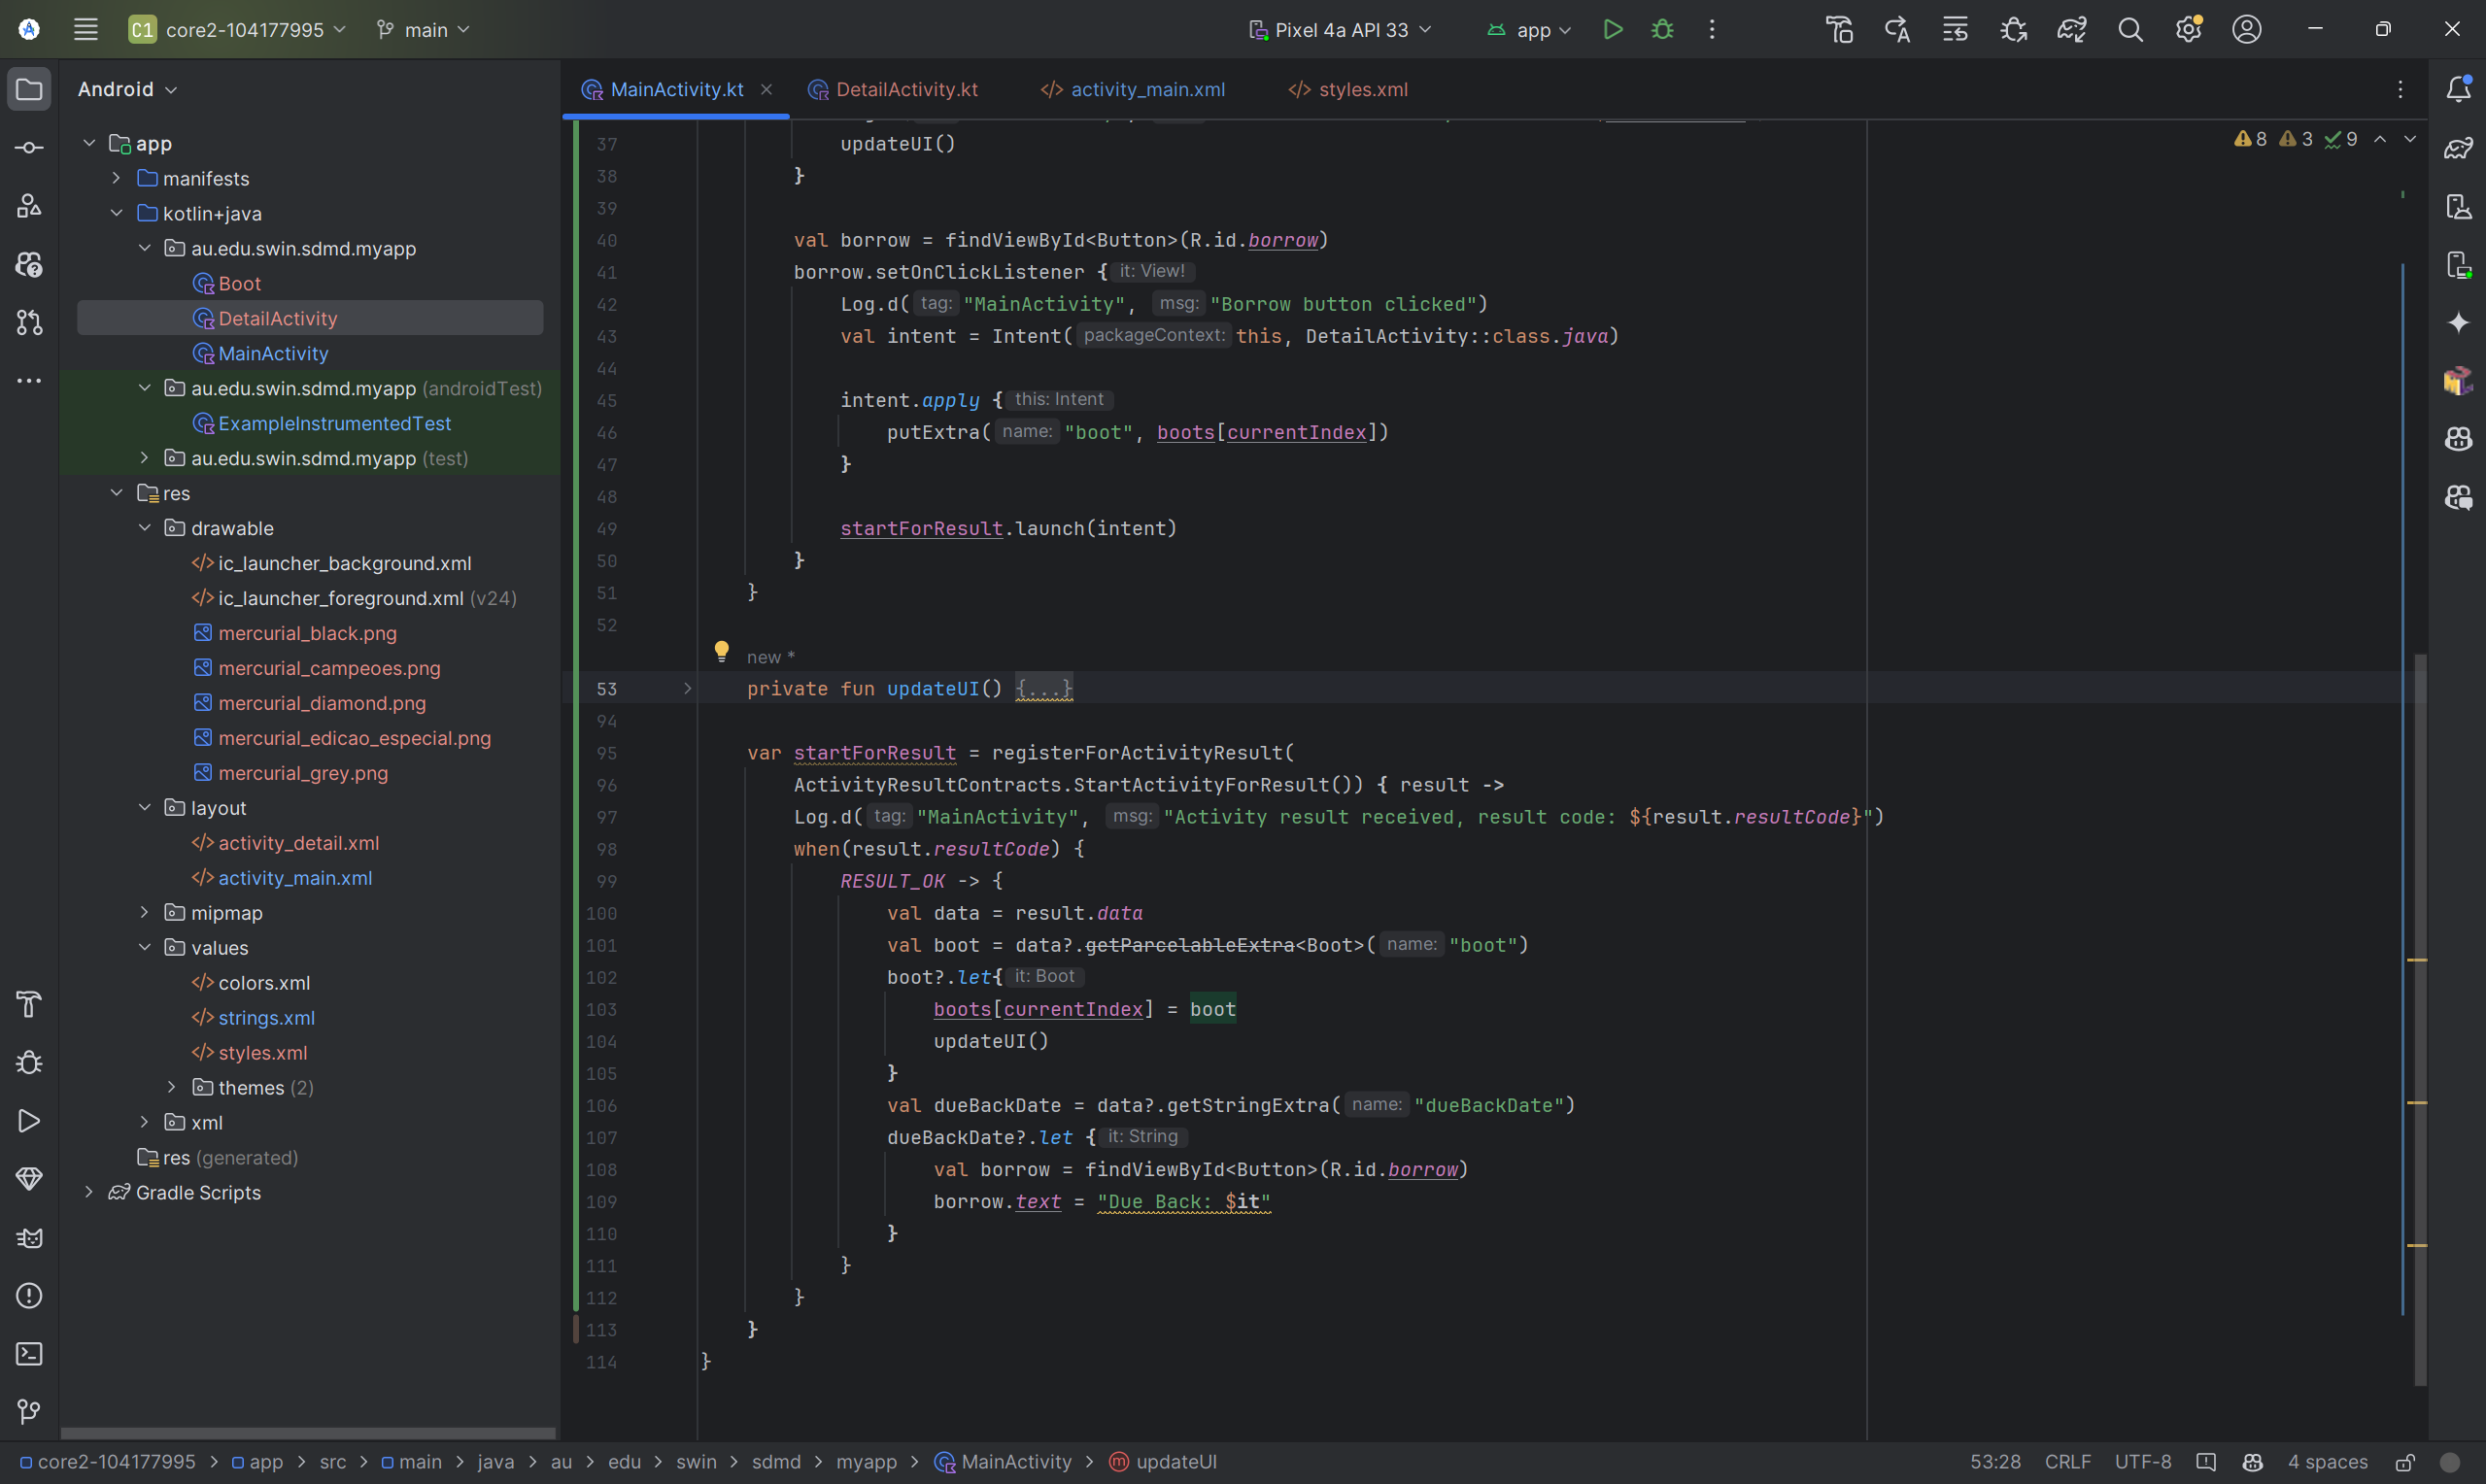 C1 core2-104177995 main Pixel 4a API 33 app
Android
MainActivity.kt DetailActivity.kt activity_main.xml styles.xml
app
manifests
kotlin+java
au.edu.swin.sdmd.myapp
Boot
DetailActivity
MainActivity
au.edu.swin.sdmd.myapp (androidTest)
ExampleInstrumentedTest
au.edu.swin.sdmd.myapp (test)
res
drawable
ic_launcher_background.xml
ic_launcher_foreground.xml (v24)
mercurial_black.png
mercurial_campeoes.png
mercurial_diamond.png
mercurial_edicao_especial.png
mercurial_grey.png
layout
activity_detail.xml
activity_main.xml
mipmap
values
colors.xml
strings.xml
styles.xml
themes (2)
xml
res (generated)
Gradle Scripts
8 3 9
37 updateUI()
38 }
39
40 val borrow = findViewById<Button>(R.id.borrow)
41 borrow.setOnClickListener { it: View!
42 Log.d( tag: "MainActivity", msg: "Borrow button clicked")
43 val intent = Intent( packageContext: this, DetailActivity::class.java)
44
45 intent.apply { this: Intent
46 putExtra( name: "boot", boots[currentIndex])
47 }
48
49 startForResult.launch(intent)
50 }
51 }
52
new *
53 private fun updateUI() {...}
94
95 var startForResult = registerForActivityResult(
96 ActivityResultContracts.StartActivityForResult()) { result ->
97 Log.d( tag: "MainActivity", msg: "Activity result received, result code: ${result.resultCode}")
98 when(result.resultCode) {
99 RESULT_OK -> {
100 val data = result.data
101 val boot = data?.getParcelableExtra<Boot>( name: "boot")
102 boot?.let{ it: Boot
103 boots[currentIndex] = boot
104 updateUI()
105 }
106 val dueBackDate = data?.getStringExtra( name: "dueBackDate")
107 dueBackDate?.let { it: String
108 val borrow = findViewById<Button>(R.id.borrow)
109 borrow.text = "Due Back: $it"
110 }
111 }
112 }
113 }
114 }
core2-104177995 > app > src > main > java > au > edu > swin > sdmd > myapp > MainActivity > updateUI 53:28 CRLF UTF-8 4 spaces